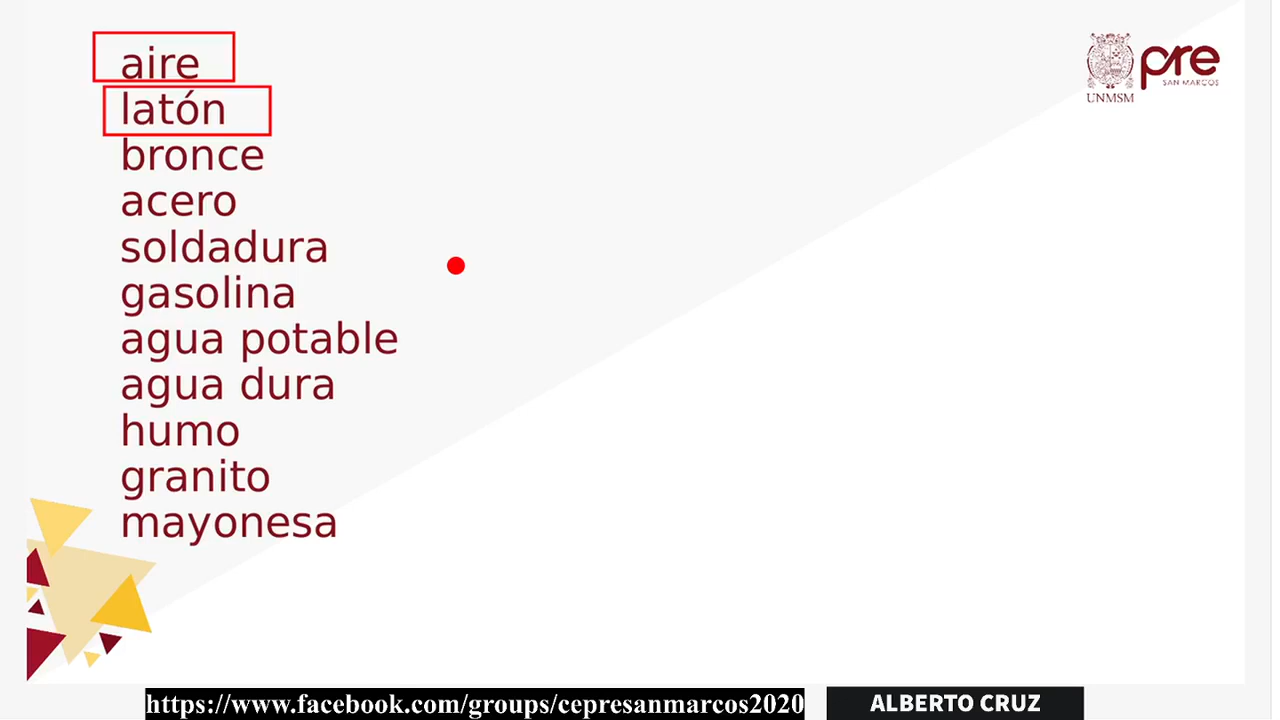 aire
latón
bronce
acero
soldadura
gasolina
agua potable
agua dura
humo
granito
mayonesa
UNMSM
pre
SAN MARCOS
https://www.facebook.com/groups/cepresanmarcos2020
ALBERTO CRUZ